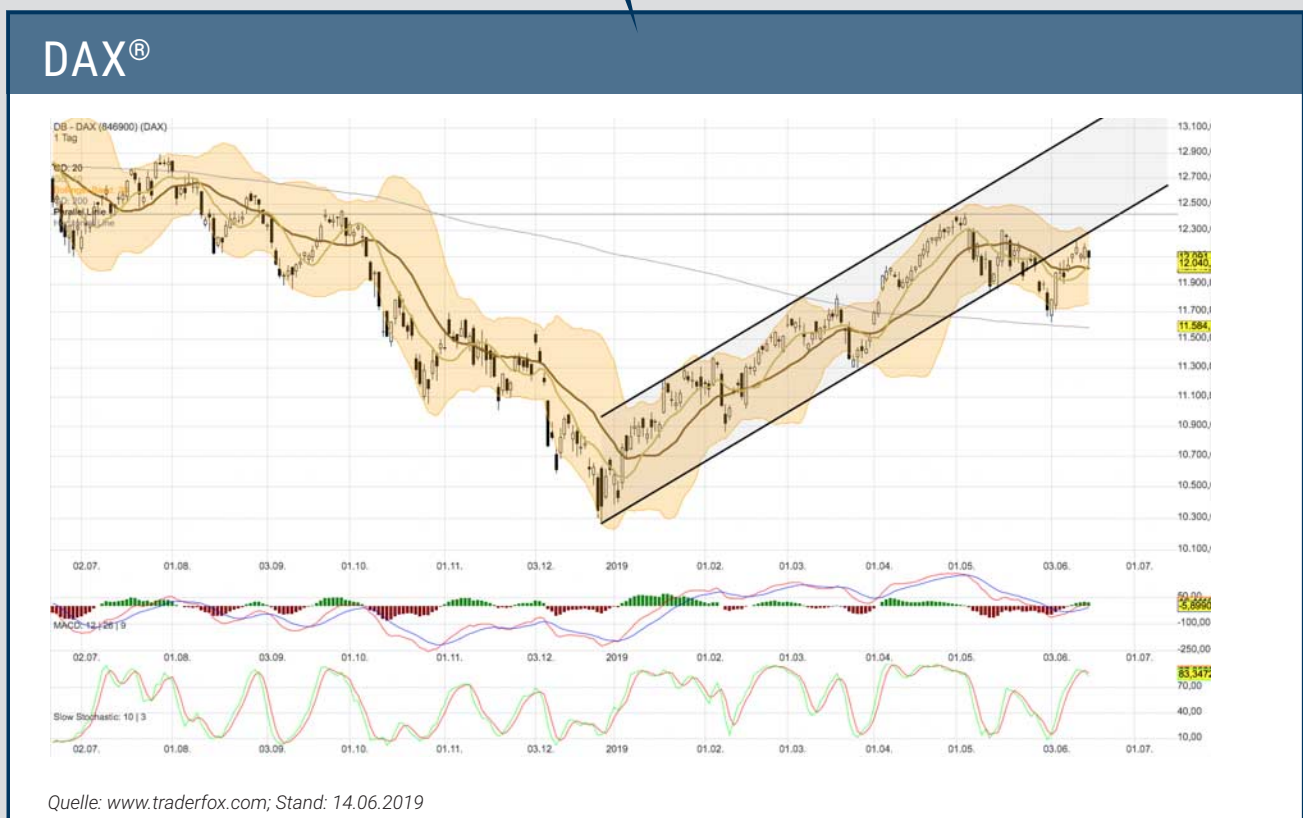 DAX®
DB - DAX (846900) (DAX)
1 Tag
GD: 20
GD: 200
Parallel Line
13.100,
12.900,
12.700,
12.500,
12.300,
12.040,
11.900,
11.700,
11.584,
11.500,
11.300,
11.100,
10.900,
10.700,
10.500,
10.300,
10.100,
02.07. 01.08. 03.09. 01.10. 01.11. 03.12. 2019 01.02. 01.03. 01.04. 01.05. 03.06. 01.07.
50,00
-5,8990
-100,00
-250,00
MACD: 12 | 26 | 9
02.07. 01.08. 03.09. 01.10. 01.11. 03.12. 2019 01.02. 01.03. 01.04. 01.05. 03.06. 01.07.
83,3472
70,00
40,00
10,00
Slow Stochastic: 10 | 3
02.07. 01.08. 03.09. 01.10. 01.11. 03.12. 2019 01.02. 01.03. 01.04. 01.05. 03.06. 01.07.
Quelle: www.traderfox.com; Stand: 14.06.2019